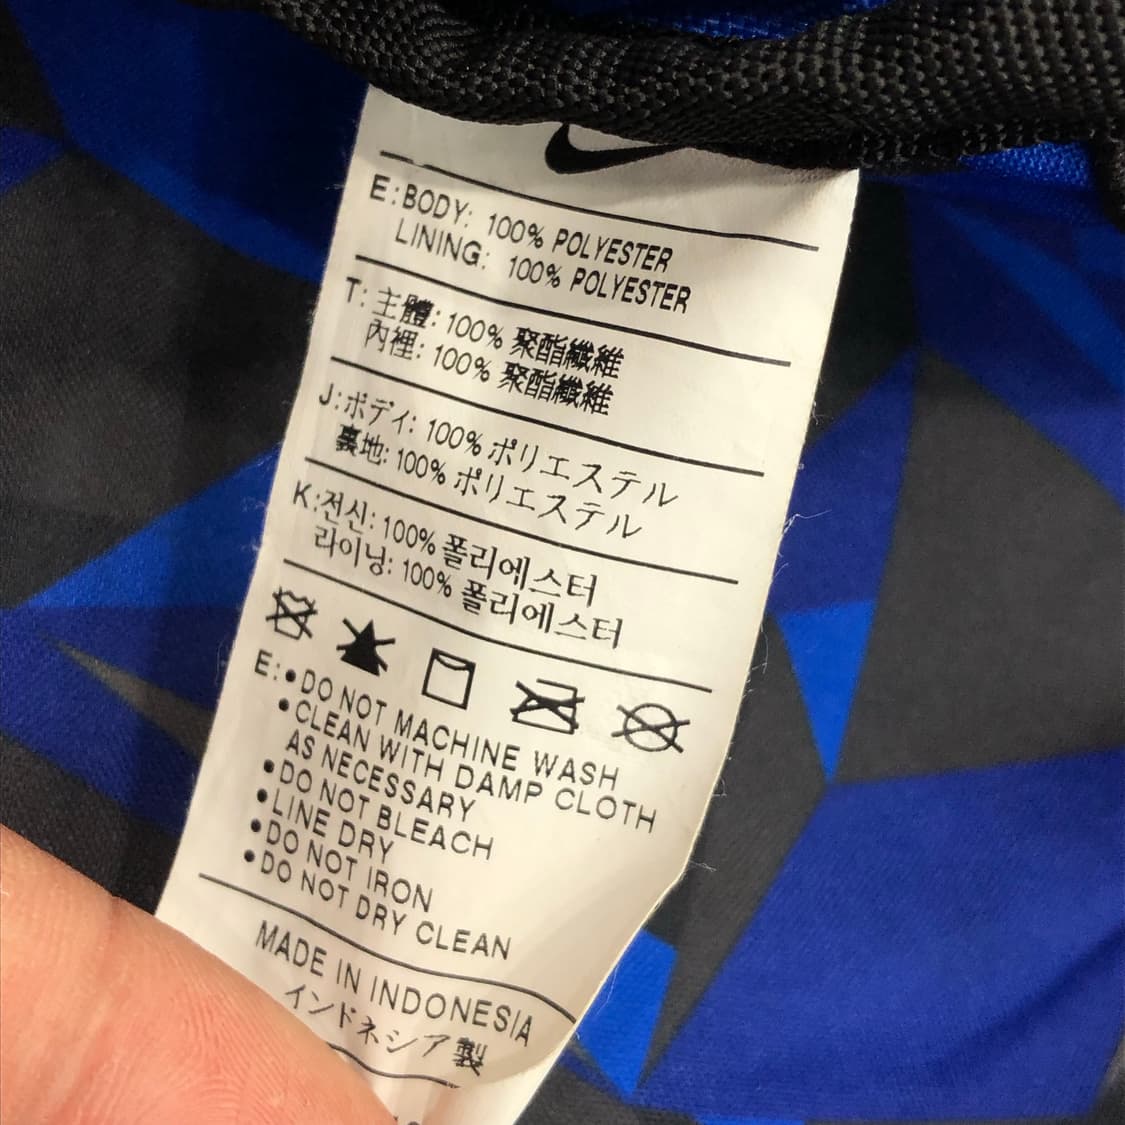 E: BODY: 100% POLYESTER
LINING: 100% POLYESTER
T: 主體: 100% 聚酯纖維
內裡: 100% 聚酯纖維
J: ボディ: 100% ポリエステル
裏地: 100% ポリエステル
K: 전신: 100% 폴리에스터
라이닝: 100% 폴리에스터
E: •DO NOT MACHINE WASH
•CLEAN WITH DAMP CLOTH
AS NECESSARY
•DO NOT BLEACH
•LINE DRY
•DO NOT IRON
•DO NOT DRY CLEAN
MADE IN INDONESIA
インドネシア製